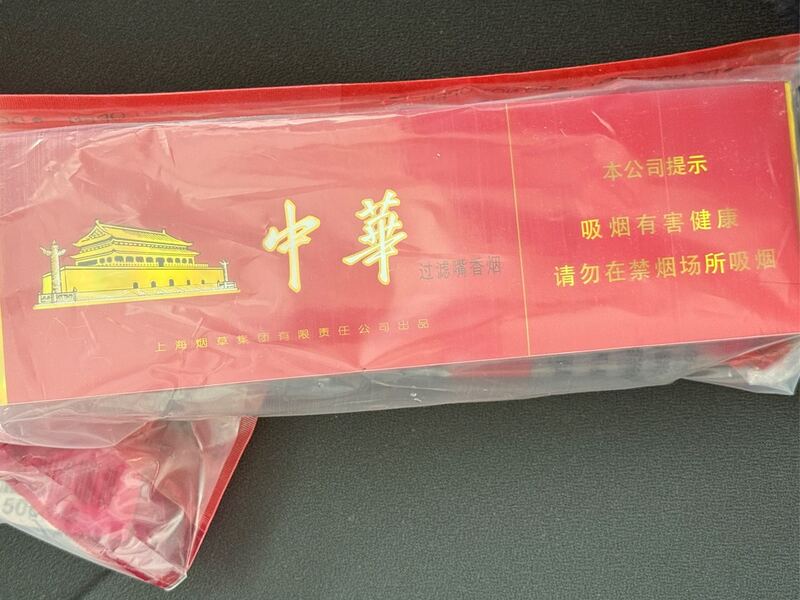 中華
过滤嘴香烟
上海烟草集团有限责任公司出品
本公司提示
吸烟有害健康
请勿在禁烟场所吸烟